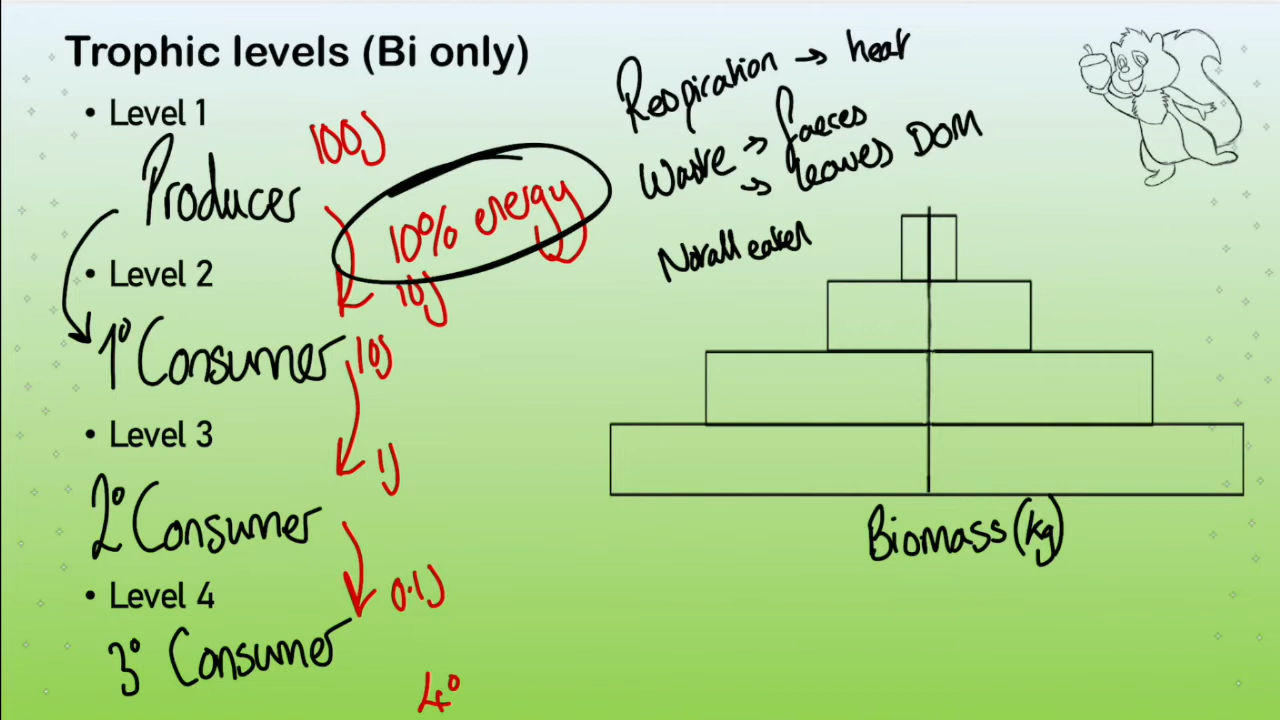 Trophic levels (Bi only)
• Level 1
Producer
100J
10% energy
10J
• Level 2
1° Consumer
10J
• Level 3
1J
2° Consumer
• Level 4
0.1J
3° Consumer
4°
Respiration → heat
Waste → faeces
→ leaves DOM
Not all eaten
Biomass (kg)